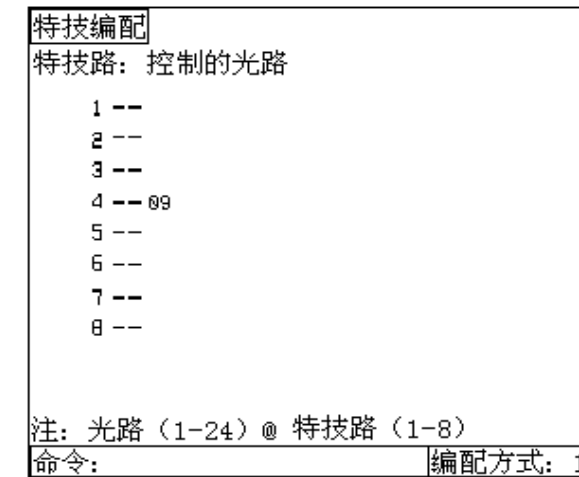 特技编配
特技路：控制的光路
1 --
2 --
3 --
4 -- 09
5 --
6 --
7 --
8 --
注：光路（1-24）@ 特技路（1-8）
命令： 编配方式：